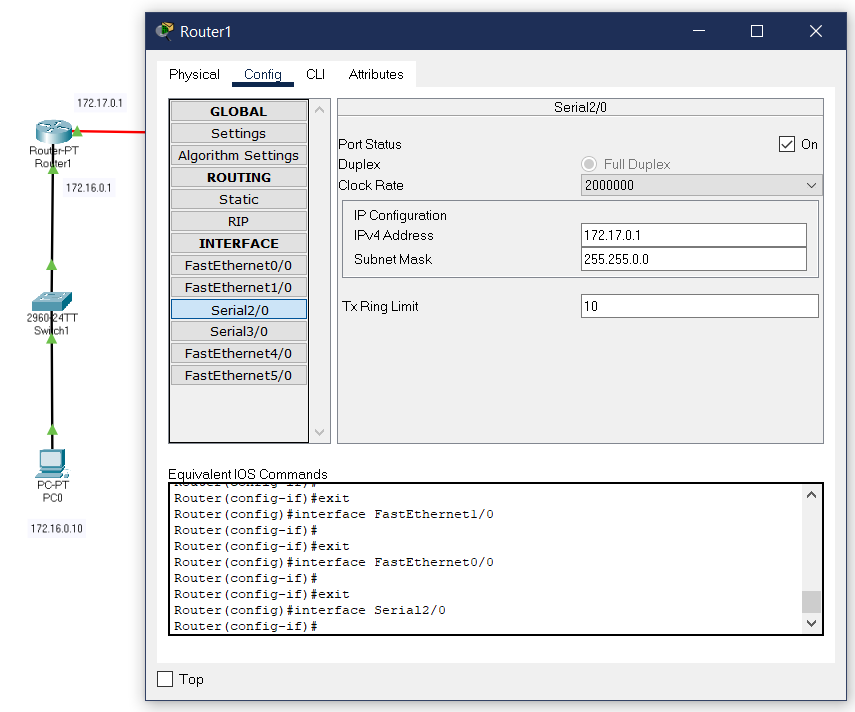 Router1
Physical Config CLI Attributes
172.17.0.1
Router-PT
Router1
172.16.0.1
2960-24TT
Switch1
PC-PT
PC0
172.16.0.10
GLOBAL
Settings
Algorithm Settings
ROUTING
Static
RIP
INTERFACE
FastEthernet0/0
FastEthernet1/0
Serial2/0
Serial3/0
FastEthernet4/0
FastEthernet5/0
Serial2/0
Port Status On
Duplex Full Duplex
Clock Rate 2000000
IP Configuration
IPv4 Address 172.17.0.1
Subnet Mask 255.255.0.0
Tx Ring Limit 10
Equivalent IOS Commands
Router(config-if)#
Router(config-if)#exit
Router(config)#interface FastEthernet1/0
Router(config-if)#
Router(config-if)#exit
Router(config)#interface FastEthernet0/0
Router(config-if)#
Router(config-if)#exit
Router(config)#interface Serial2/0
Router(config-if)#
Top